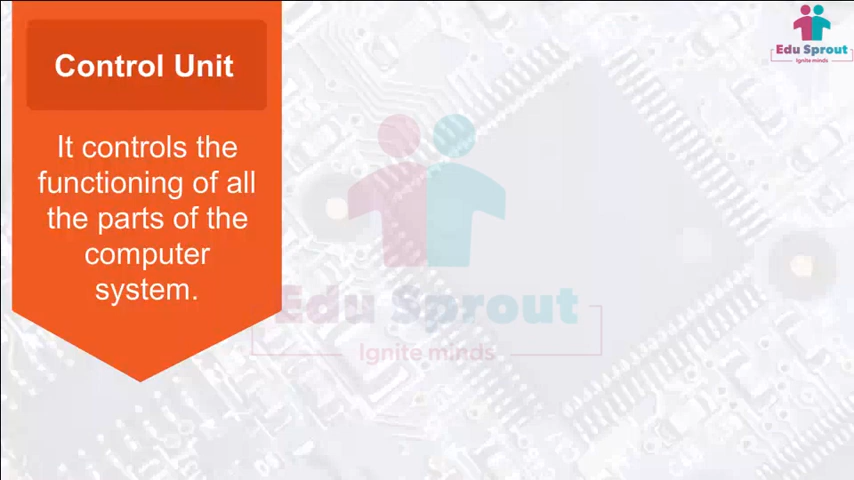 Control Unit
It controls the
functioning of all
the parts of the
computer
system.
Edu Sprout
Ignite minds
Edu Sprout
Ignite minds